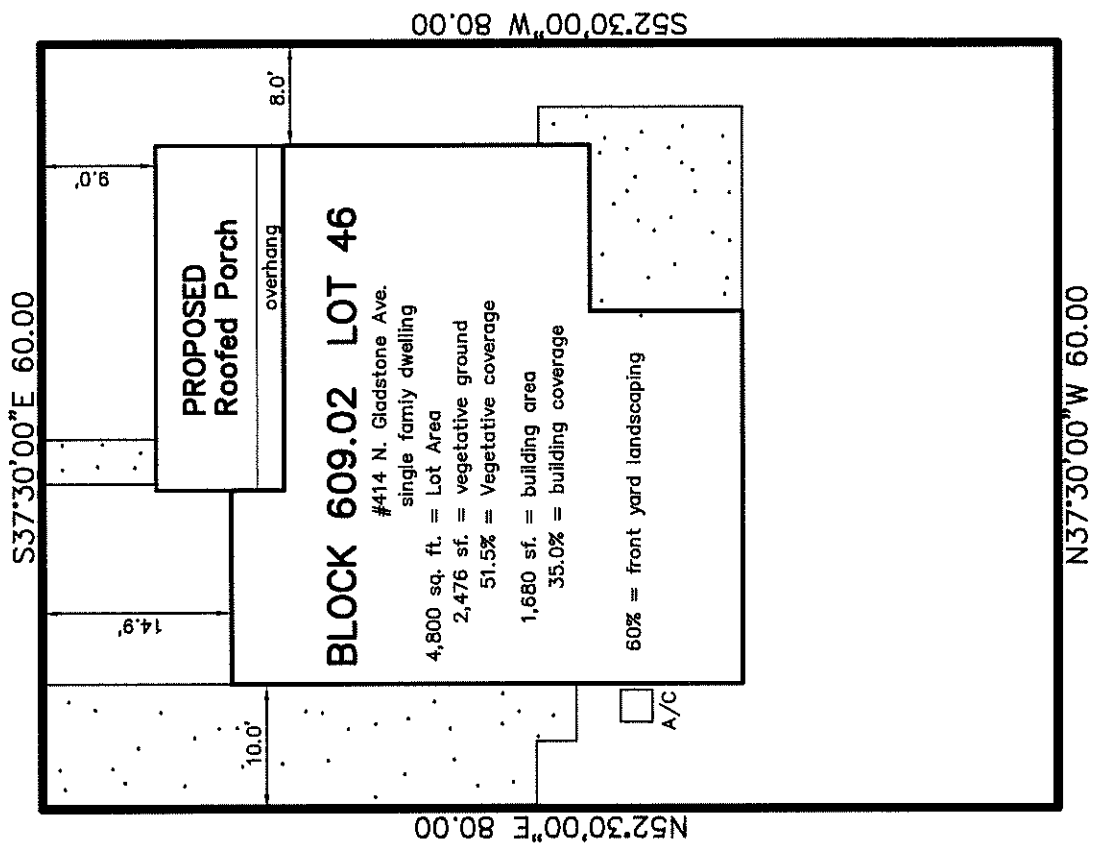 S37°30'00"E 60.00
S52°30'00"W 80.00
N52°30'00"E 80.00
N37°30'00"W 60.00
14.9'
9.0'
8.0'
10.0'
PROPOSED
Roofed Porch
overhang
BLOCK 609.02 LOT 46
#414 N. Gladstone Ave.
single famiy dwelling
4,800 sq. ft. = Lot Area
2,476 sf. = vegetative ground
51.5% = Vegetative coverage
1,680 sf. = building area
35.0% = building coverage
60% = front yard landscaping
A/C